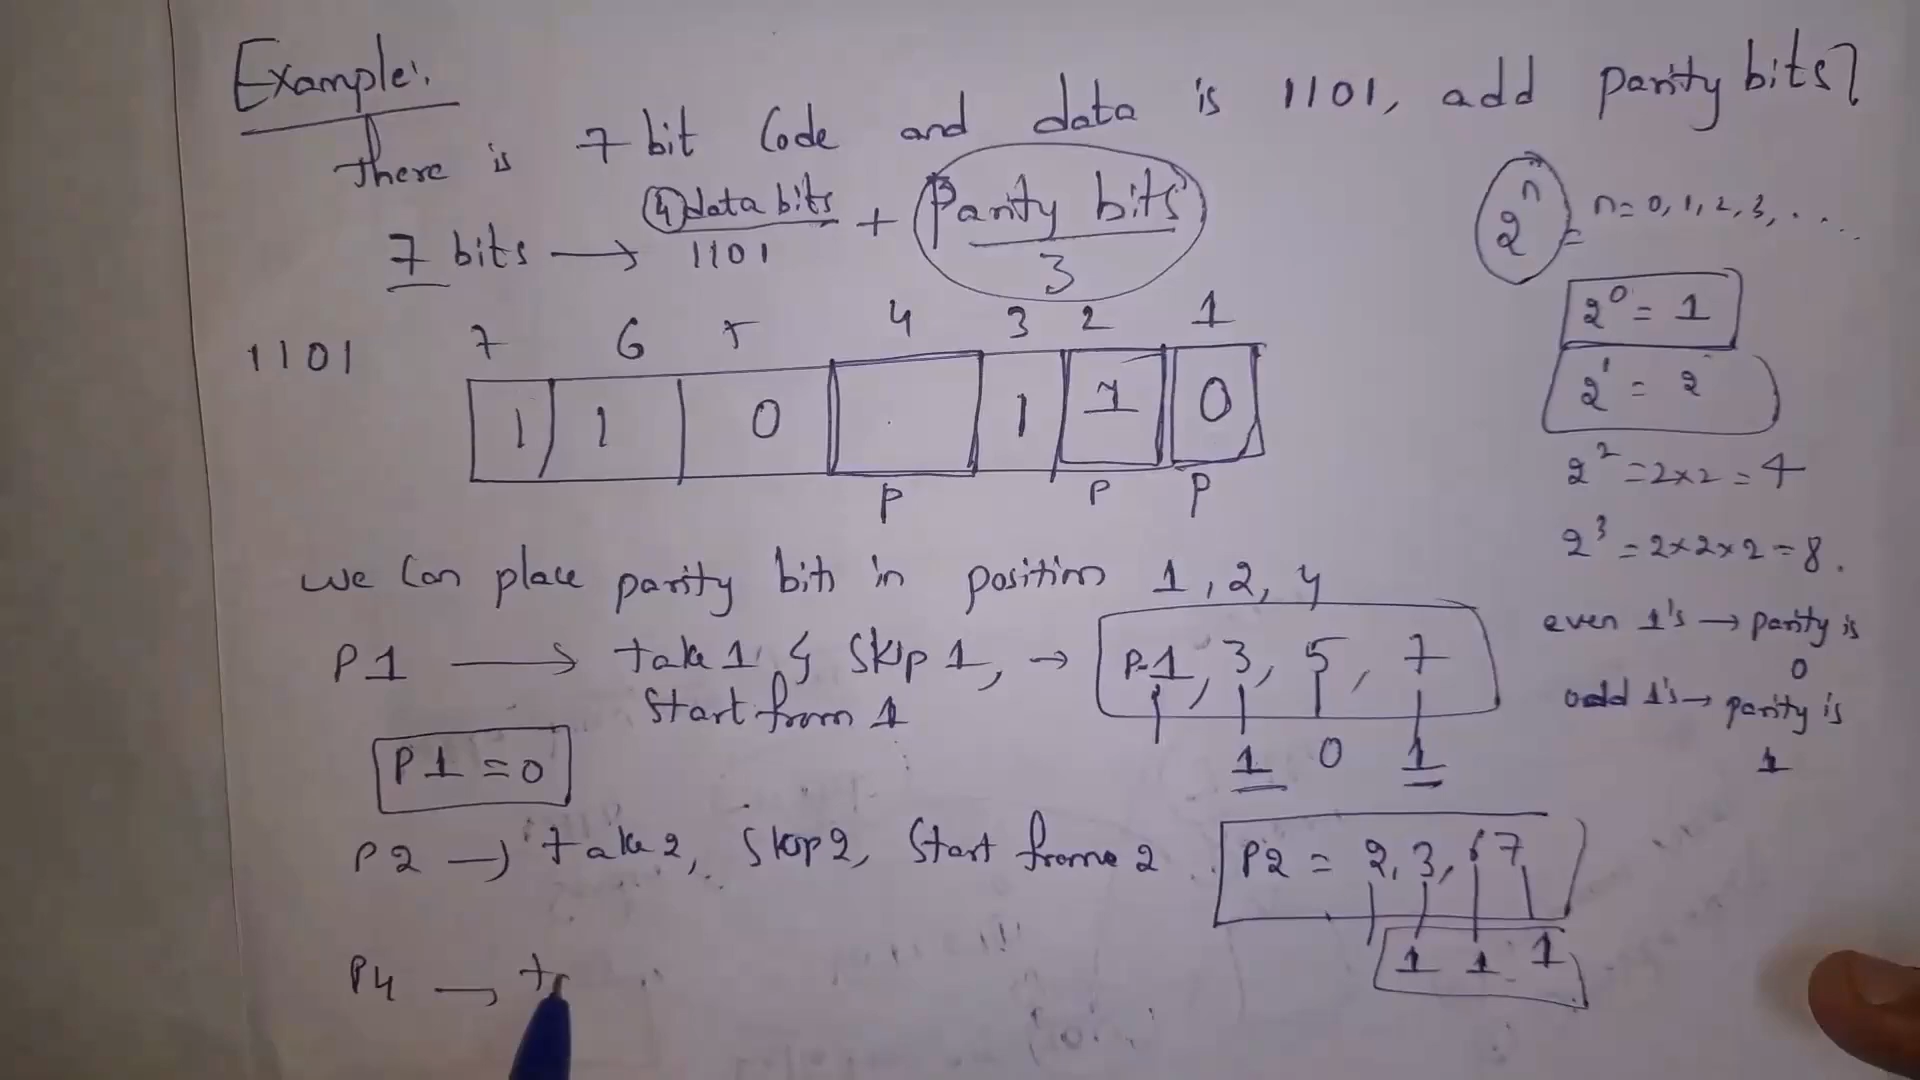 Example:
There is 7 bit Code and data is 1101, add parity bits?
7 bits → 4 data bits 1101 + Parity bits 3
2^n = n = 0, 1, 2, 3, ....
2^0 = 1
2^1 = 2
2^2 = 2×2 = 4
2^3 = 2×2×2 = 8.
1101
7 6 5 4 3 2 1
1 1 0 1 1 0
P P P
we Can place parity bits in position 1, 2, 4
even 1's → parity is 0
odd 1's → parity is 1
P1 → take 1 & skip 1, → P-1, 3, 5, 7
Start from 1
1 0 1
P1 = 0
P2 → take 2, Skip 2, Start frome 2 P2 = 2, 3, 6 7
1 1 1
P4 → t